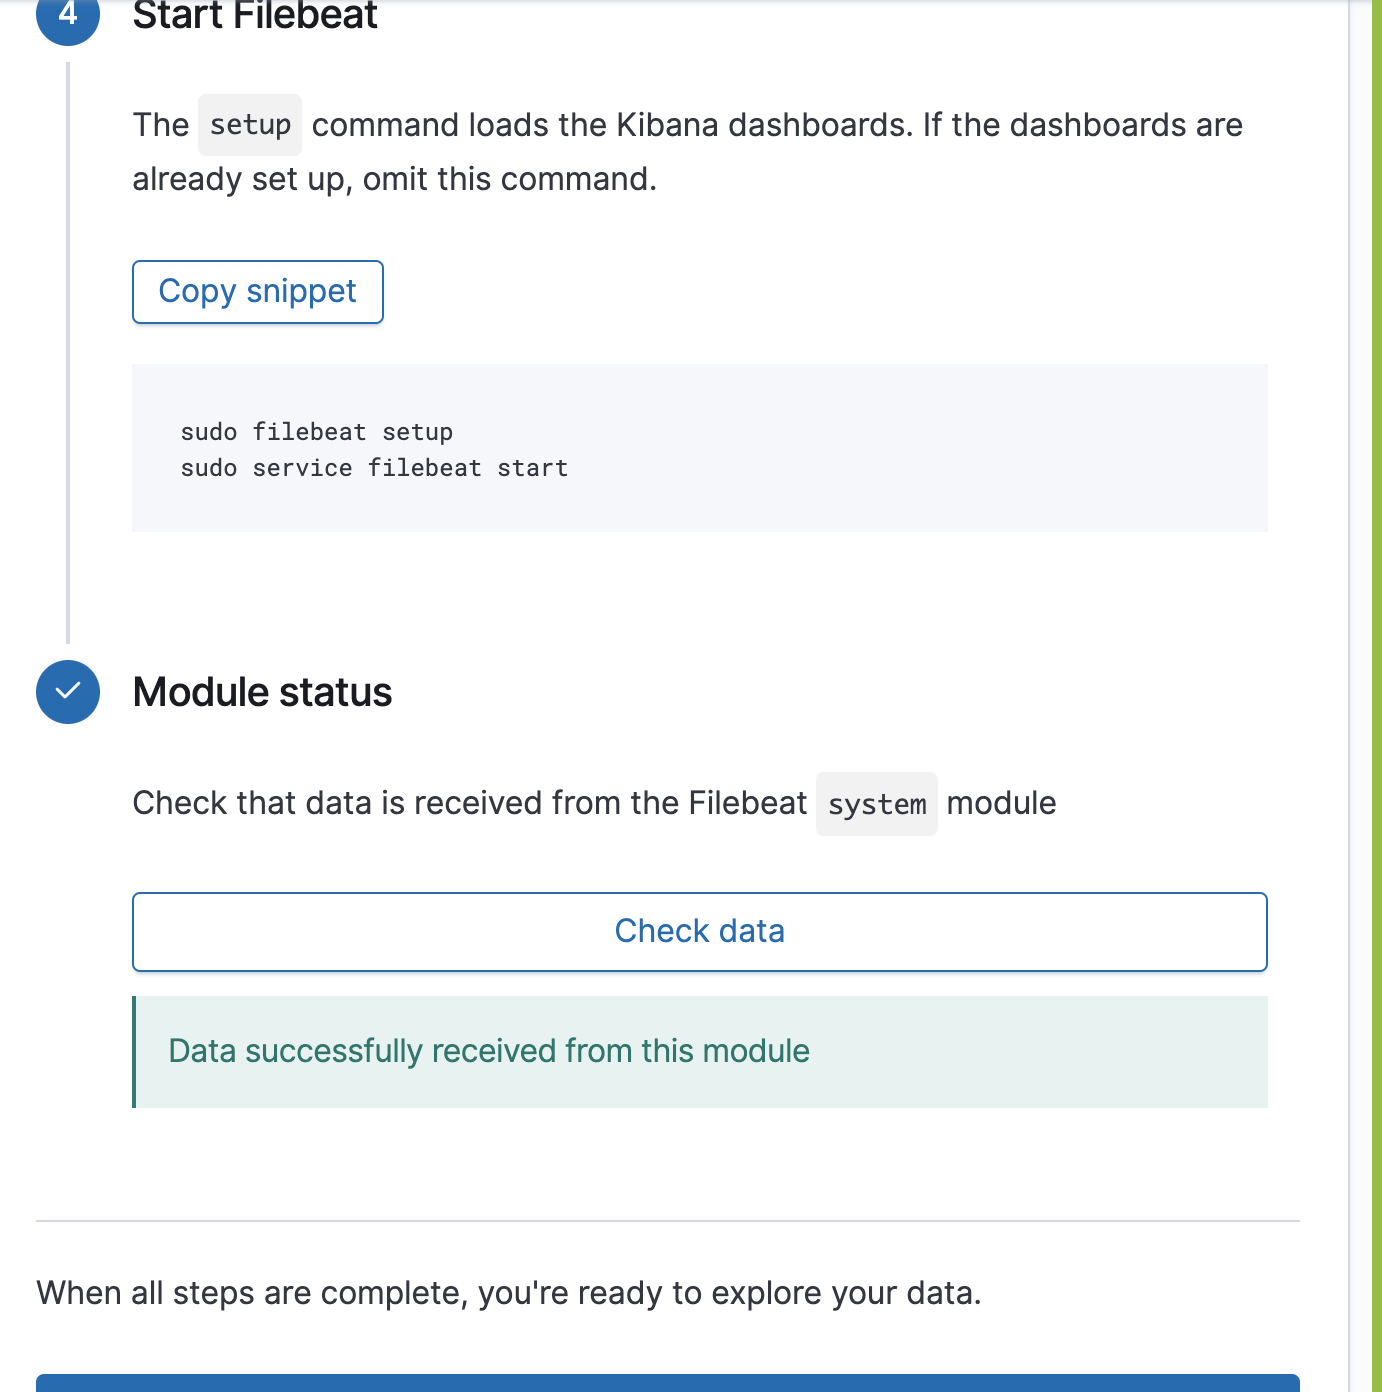 4 Start Filebeat
The setup command loads the Kibana dashboards. If the dashboards are
already set up, omit this command.
Copy snippet
sudo filebeat setup
sudo service filebeat start
Module status
Check that data is received from the Filebeat system module
Check data
Data successfully received from this module
When all steps are complete, you're ready to explore your data.